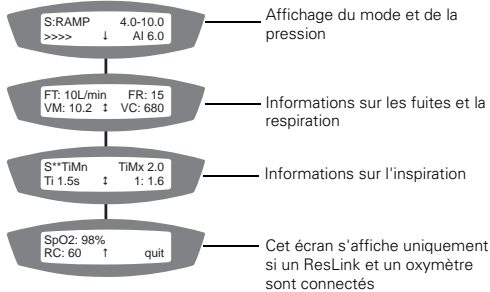 S:RAMP 4.0-10.0
>>>> ↓ AI 6.0
Affichage du mode et de la
pression
FT: 10L/min FR: 15
VM: 10.2 ↕ VC: 680
Informations sur les fuites et la
respiration
S**TiMn TiMx 2.0
Ti 1.5s ↕ 1: 1.6
Informations sur l'inspiration
SpO2: 98%
RC: 60 ↑ quit
Cet écran s'affiche uniquement
si un ResLink et un oxymètre
sont connectés